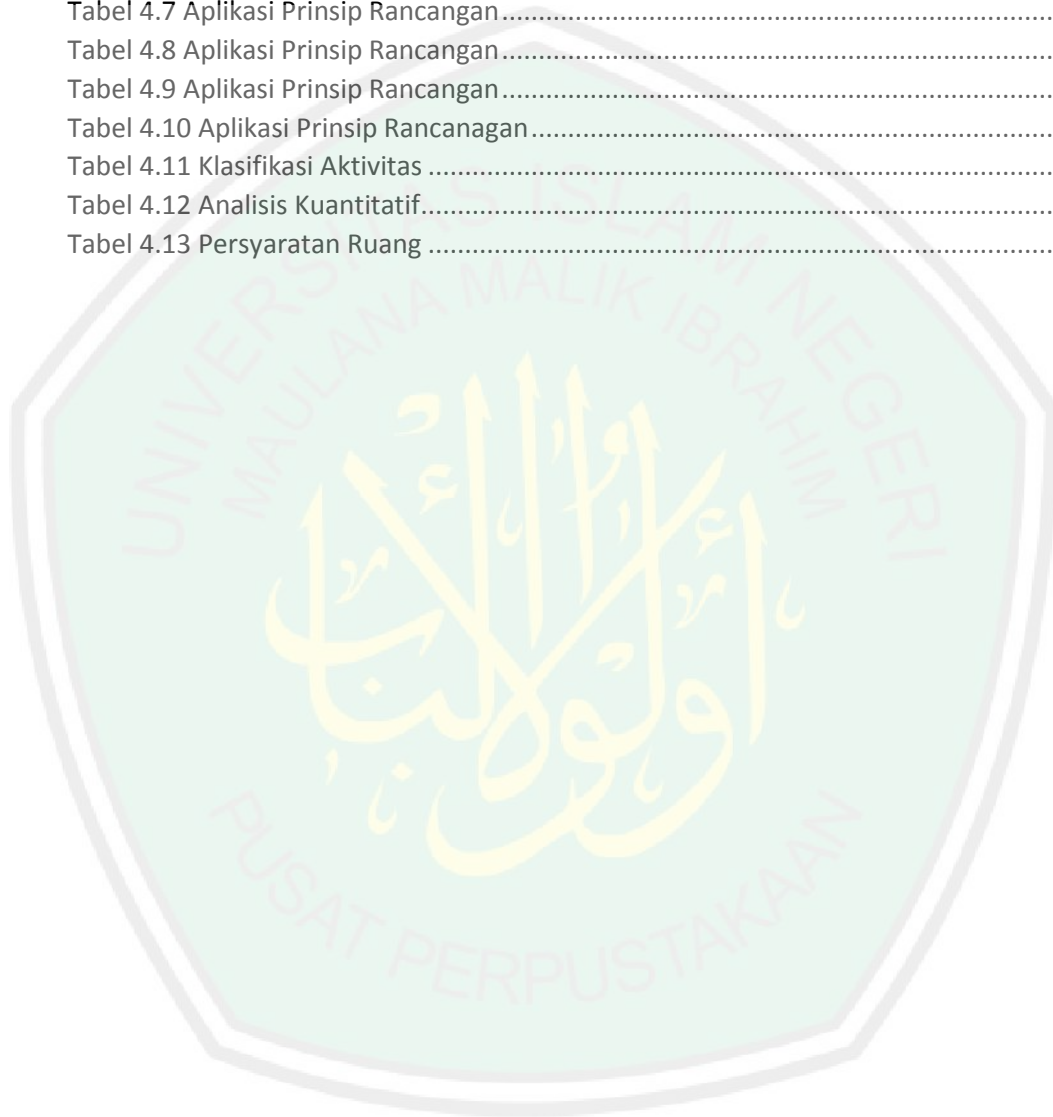 Tabel 4.7 Aplikasi Prinsip Rancangan........................................................................
Tabel 4.8 Aplikasi Prinsip Rancangan........................................................................
Tabel 4.9 Aplikasi Prinsip Rancangan........................................................................
Tabel 4.10 Aplikasi Prinsip Rancanagan....................................................................
Tabel 4.11 Klasifikasi Aktivitas .................................................................................
Tabel 4.12 Analisis Kuantitatif..................................................................................
Tabel 4.13 Persyaratan Ruang .................................................................................
UNIVERSITAS ISLAM NEGERI
MAULANA MALIK IBRAHIM
أولوا الألباب
PUSAT PERPUSTAKAAN